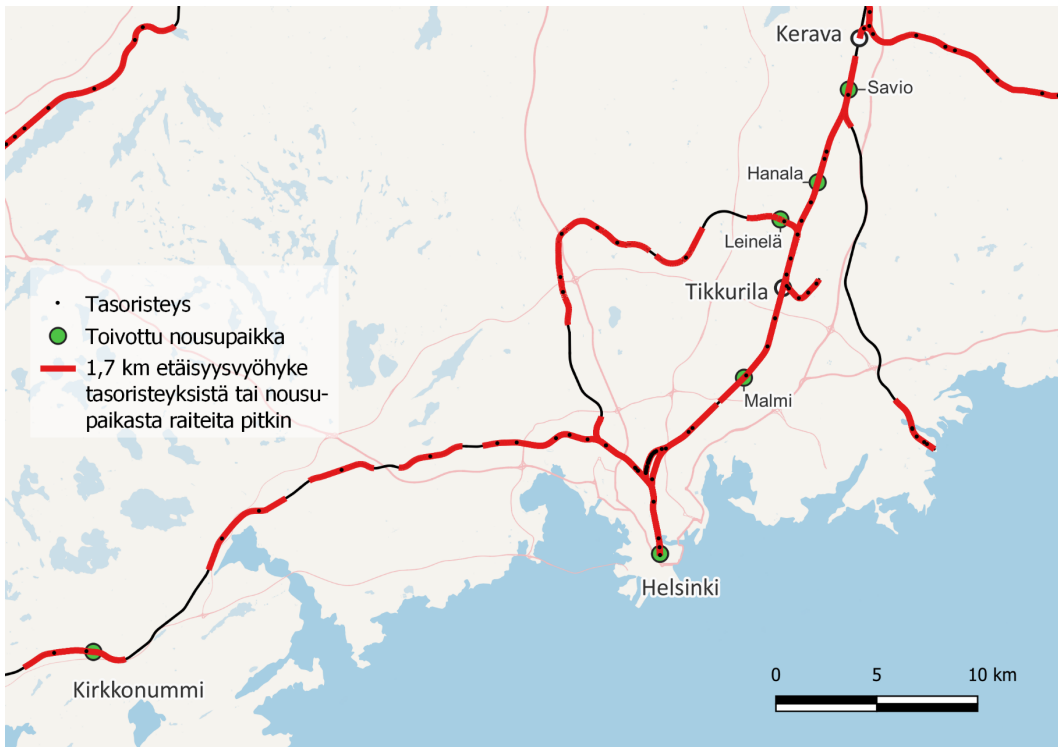 Kerava
Savio
Hanala
Leinelä
Tikkurila
Tasoristeys
Toivottu nousupaikka
1,7 km etäisyysvyöhyke
tasoristeyksistä tai nousu-
paikasta raiteita pitkin
Malmi
Helsinki
Kirkkonummi
0 5 10 km